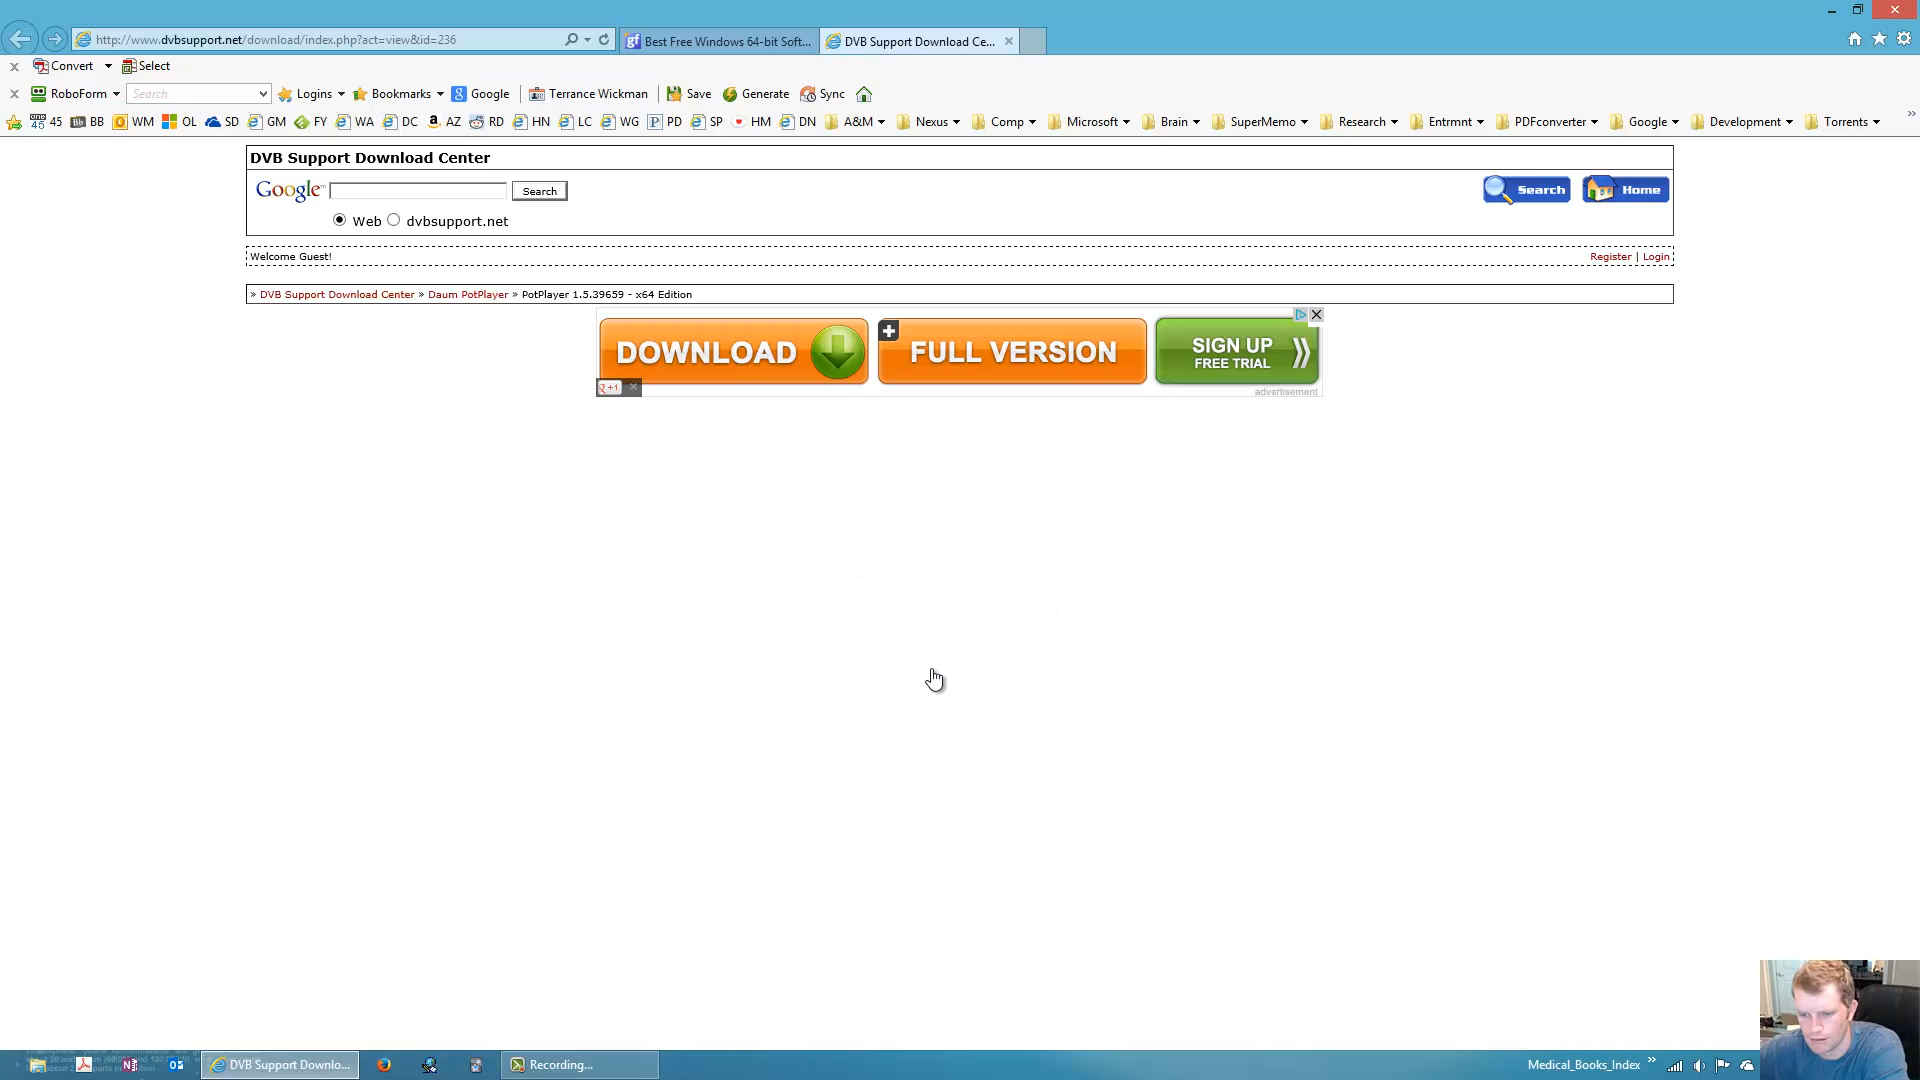 http://www.dvbsupport.net/download/index.php?act=view&id=236
Best Free Windows 64-bit Soft...
DVB Support Download Ce...
Convert
Select
RoboForm
Search
Logins
Bookmarks
Google
Terrance Wickman
Save
Generate
Sync
45 BB WM OL SD GM FY WA DC AZ RD HN LC WG PD SP HM DN A&M Nexus Comp Microsoft Brain SuperMemo Research Entrmnt PDFconverter Google Development Torrents
DVB Support Download Center
Google Search
Search Home
Web dvbsupport.net
Welcome Guest!
Register | Login
» DVB Support Download Center » Daum PotPlayer » PotPlayer 1.5.39659 - x64 Edition
DOWNLOAD
FULL VERSION
SIGN UP
FREE TRIAL
+1
advertisement
DVB Support Downlo...
Recording...
Medical_Books_Index